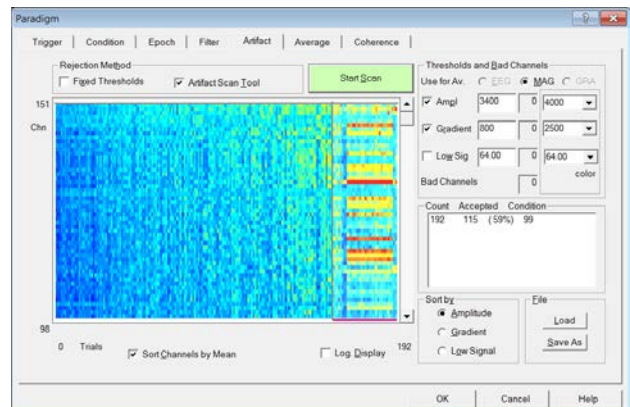 Paradigm
Trigger Condition Epoch Filter Artifact Average Coherence
Rejection Method
Fixed Thresholds Artifact Scan Tool
Start Scan
151
Chn
98
0 Trials 192
Sort Channels by Mean Log. Display
Thresholds and Bad Channels
Use for Av. EEG MAG GRA
Ampl 3400 0 4000
Gradient 800 0 2500
Low Sig 64.00 0 64.00
Bad Channels 0 color
Count Accepted Condition
192 115 (59%) 99
Sort by
Amplitude
Gradient
Low Signal
File
Load
Save As
OK Cancel Help